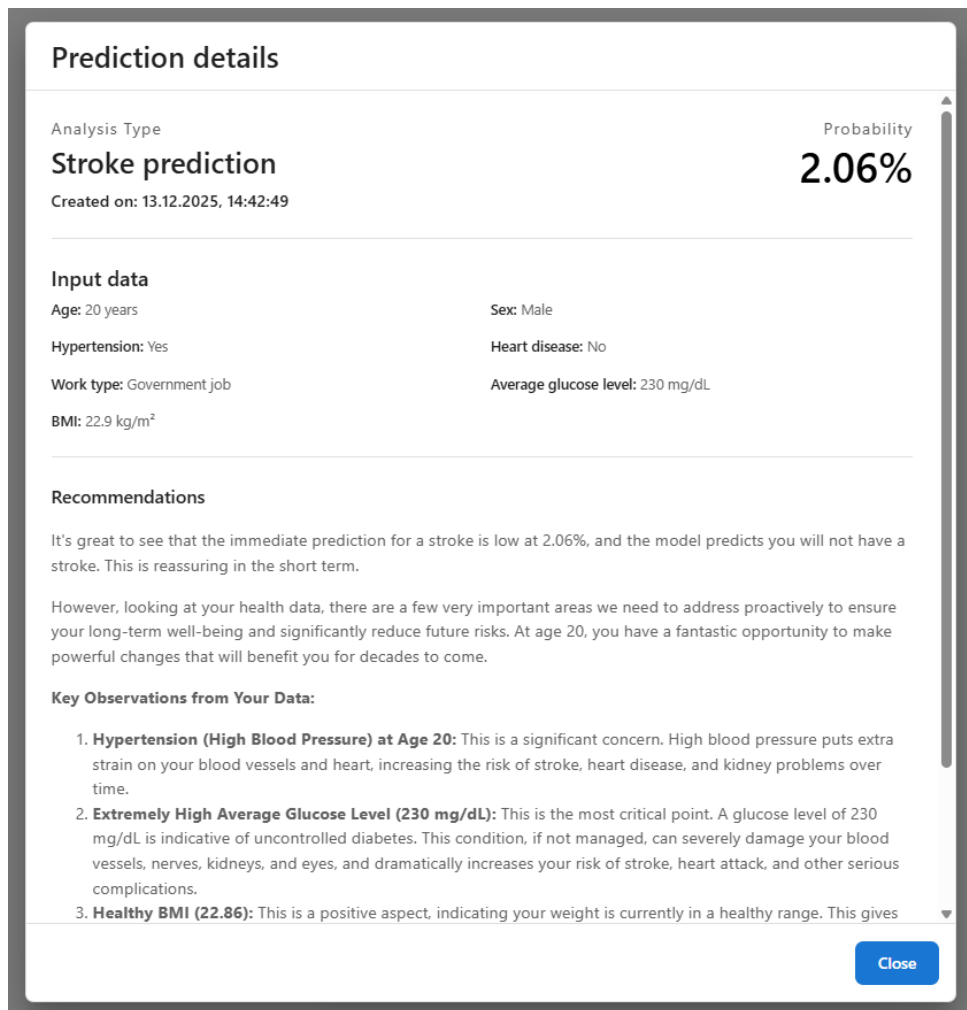 Prediction details
Analysis Type
Probability
Stroke prediction
2.06%
Created on: 13.12.2025, 14:42:49
Input data
Age: 20 years
Sex: Male
Hypertension: Yes
Heart disease: No
Work type: Government job
Average glucose level: 230 mg/dL
BMI: 22.9 kg/m²
Recommendations
It's great to see that the immediate prediction for a stroke is low at 2.06%, and the model predicts you will not have a
stroke. This is reassuring in the short term.
However, looking at your health data, there are a few very important areas we need to address proactively to ensure
your long-term well-being and significantly reduce future risks. At age 20, you have a fantastic opportunity to make
powerful changes that will benefit you for decades to come.
Key Observations from Your Data:
1. Hypertension (High Blood Pressure) at Age 20: This is a significant concern. High blood pressure puts extra
strain on your blood vessels and heart, increasing the risk of stroke, heart disease, and kidney problems over
time.
2. Extremely High Average Glucose Level (230 mg/dL): This is the most critical point. A glucose level of 230
mg/dL is indicative of uncontrolled diabetes. This condition, if not managed, can severely damage your blood
vessels, nerves, kidneys, and eyes, and dramatically increases your risk of stroke, heart attack, and other serious
complications.
3. Healthy BMI (22.86): This is a positive aspect, indicating your weight is currently in a healthy range. This gives
Close